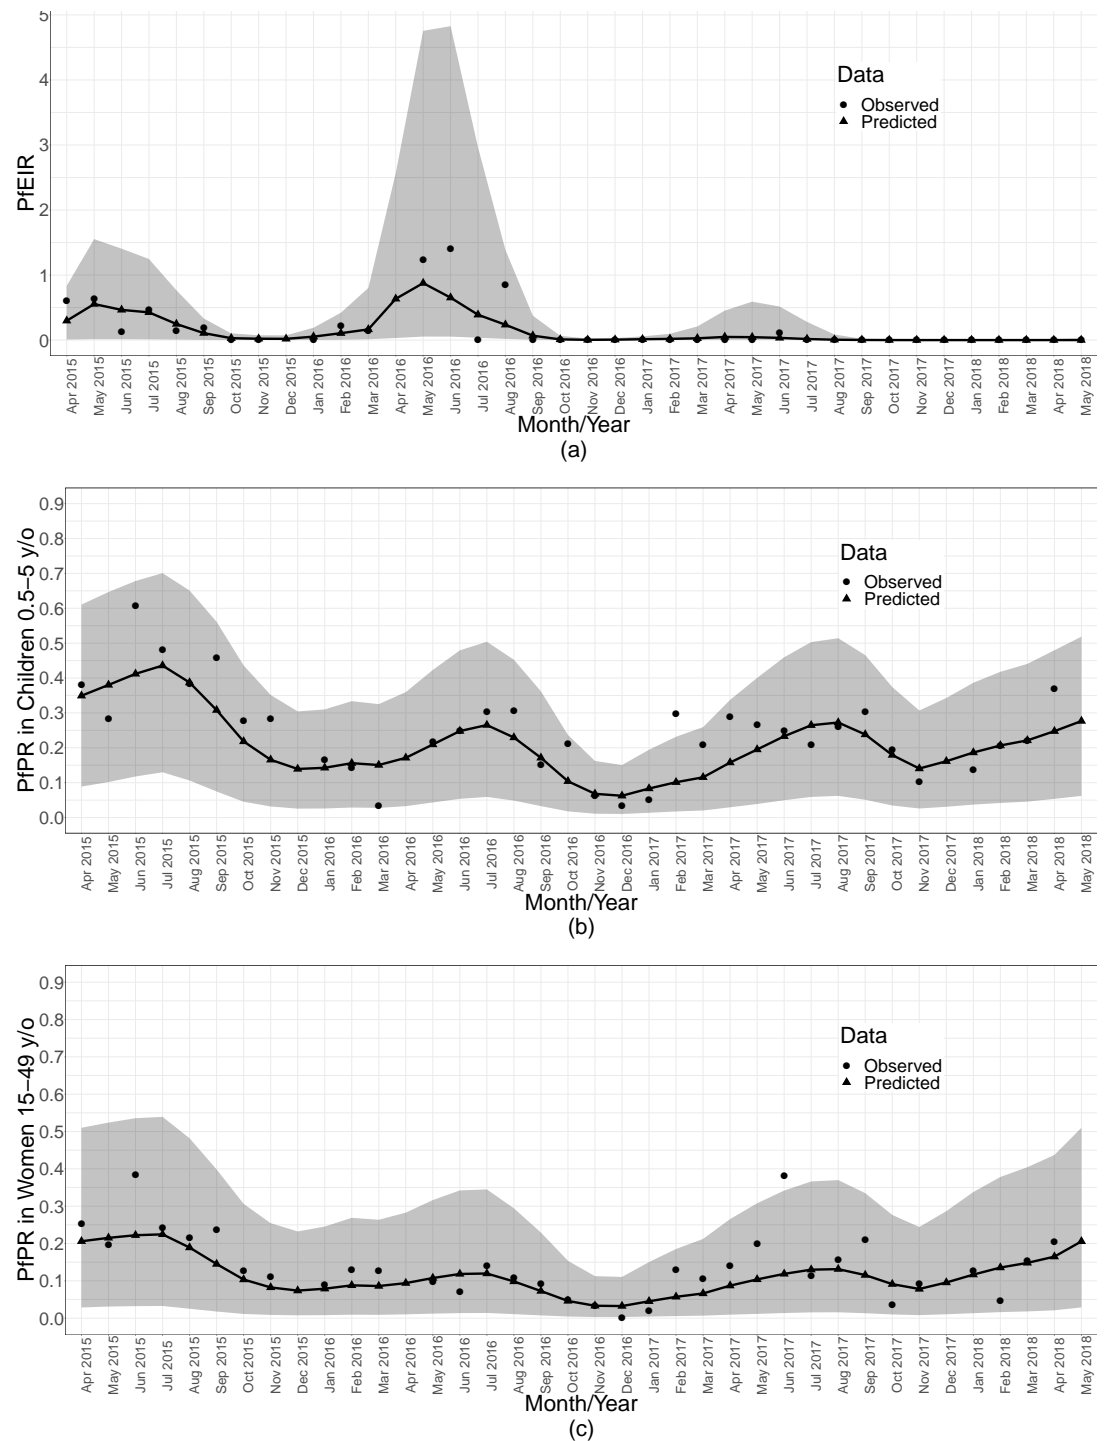 PfEIR
5
4
3
2
1
0
Data
Observed
Predicted
Apr 2015
May 2015
Jun 2015
Jul 2015
Aug 2015
Sep 2015
Oct 2015
Nov 2015
Dec 2015
Jan 2016
Feb 2016
Mar 2016
Apr 2016
May 2016
Jun 2016
Jul 2016
Aug 2016
Sep 2016
Oct 2016
Nov 2016
Dec 2016
Jan 2017
Feb 2017
Mar 2017
Apr 2017
May 2017
Jun 2017
Jul 2017
Aug 2017
Sep 2017
Oct 2017
Nov 2017
Dec 2017
Jan 2018
Feb 2018
Mar 2018
Apr 2018
May 2018
Month/Year
(a)
PfPR in Children 0.5–5 y/o
0.9
0.8
0.7
0.6
0.5
0.4
0.3
0.2
0.1
0.0
Data
Observed
Predicted
Apr 2015
May 2015
Jun 2015
Jul 2015
Aug 2015
Sep 2015
Oct 2015
Nov 2015
Dec 2015
Jan 2016
Feb 2016
Mar 2016
Apr 2016
May 2016
Jun 2016
Jul 2016
Aug 2016
Sep 2016
Oct 2016
Nov 2016
Dec 2016
Jan 2017
Feb 2017
Mar 2017
Apr 2017
May 2017
Jun 2017
Jul 2017
Aug 2017
Sep 2017
Oct 2017
Nov 2017
Dec 2017
Jan 2018
Feb 2018
Mar 2018
Apr 2018
May 2018
Month/Year
(b)
PfPR in Women 15–49 y/o
0.9
0.8
0.7
0.6
0.5
0.4
0.3
0.2
0.1
0.0
Data
Observed
Predicted
Apr 2015
May 2015
Jun 2015
Jul 2015
Aug 2015
Sep 2015
Oct 2015
Nov 2015
Dec 2015
Jan 2016
Feb 2016
Mar 2016
Apr 2016
May 2016
Jun 2016
Jul 2016
Aug 2016
Sep 2016
Oct 2016
Nov 2016
Dec 2016
Jan 2017
Feb 2017
Mar 2017
Apr 2017
May 2017
Jun 2017
Jul 2017
Aug 2017
Sep 2017
Oct 2017
Nov 2017
Dec 2017
Jan 2018
Feb 2018
Mar 2018
Apr 2018
May 2018
Month/Year
(c)